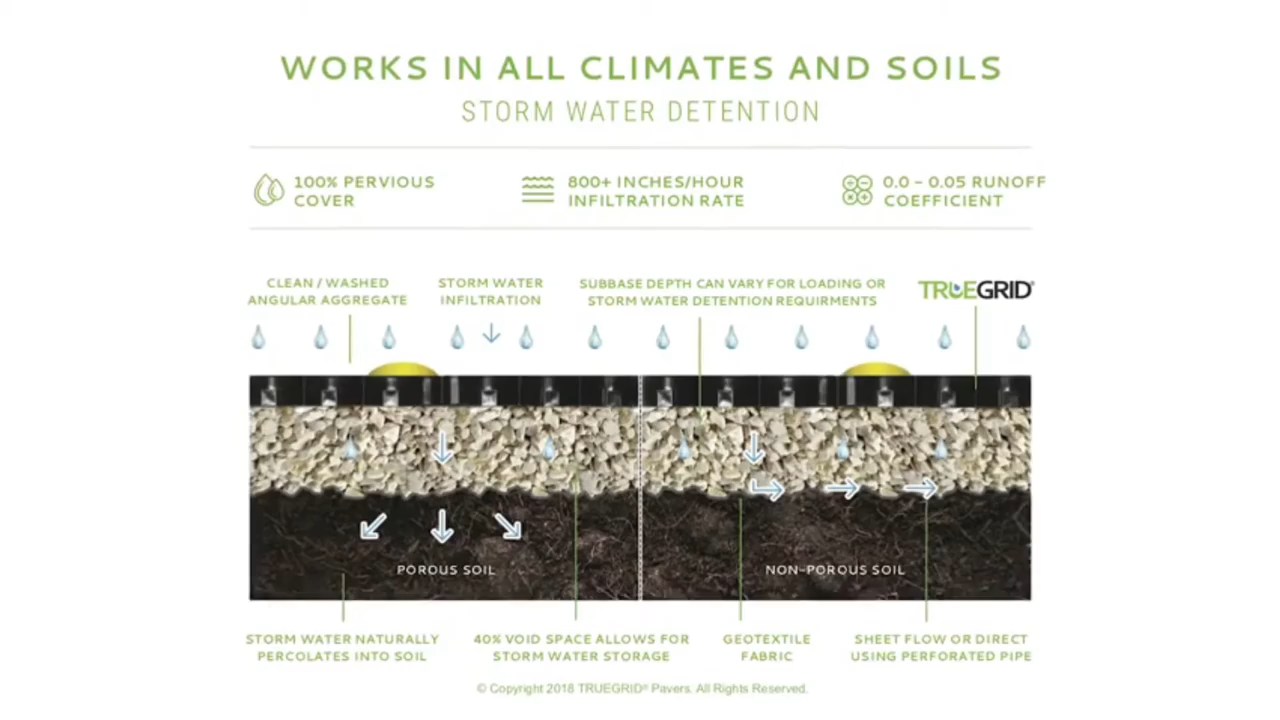 WORKS IN ALL CLIMATES AND SOILS
STORM WATER DETENTION
100% PERVIOUS
COVER
800+ INCHES/HOUR
INFILTRATION RATE
0.0 - 0.05 RUNOFF
COEFFICIENT
CLEAN / WASHED
ANGULAR AGGREGATE
STORM WATER
INFILTRATION
SUBBASE DEPTH CAN VARY FOR LOADING OR
STORM WATER DETENTION REQUIRMENTS
TRUEGRID®
POROUS SOIL
NON-POROUS SOIL
STORM WATER NATURALLY
PERCOLATES INTO SOIL
40% VOID SPACE ALLOWS FOR
STORM WATER STORAGE
GEOTEXTILE
FABRIC
SHEET FLOW OR DIRECT
USING PERFORATED PIPE
© Copyright 2018 TRUEGRID® Pavers. All Rights Reserved.